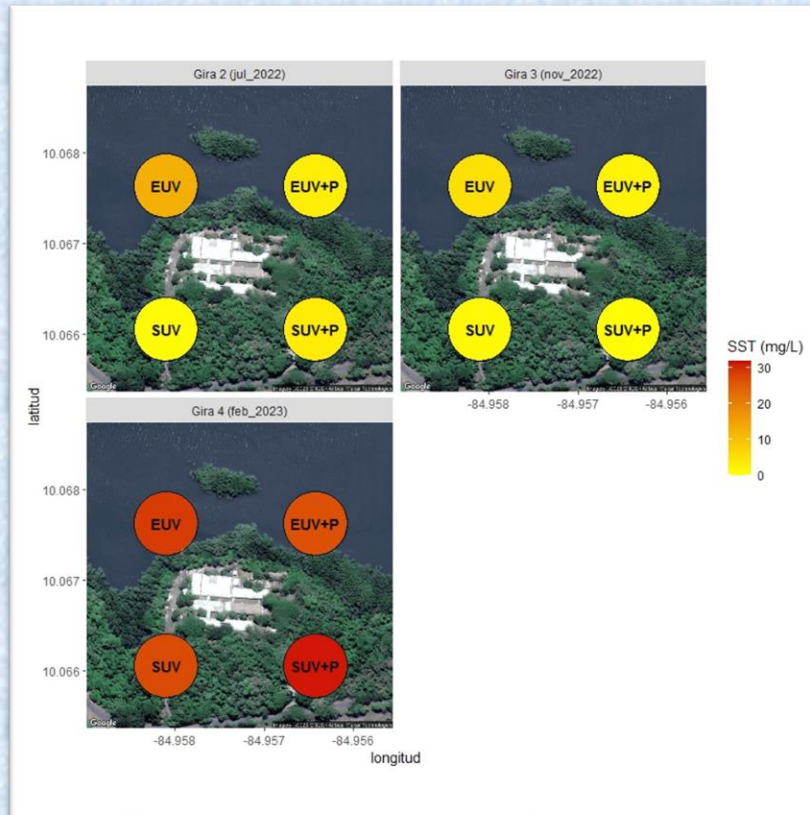 Gira 2 (jul_2022)
Gira 3 (nov_2022)
10.068
10.067
10.066
EUV
EUV+P
SUV
SUV+P
Google
EUV
EUV+P
SUV
SUV+P
Google
-84.958
-84.957
-84.956
Gira 4 (feb_2023)
10.068
10.067
10.066
EUV
EUV+P
SUV
SUV+P
Google
-84.958
-84.957
-84.956
latitud
longitud
SST (mg/L)
30
20
10
0